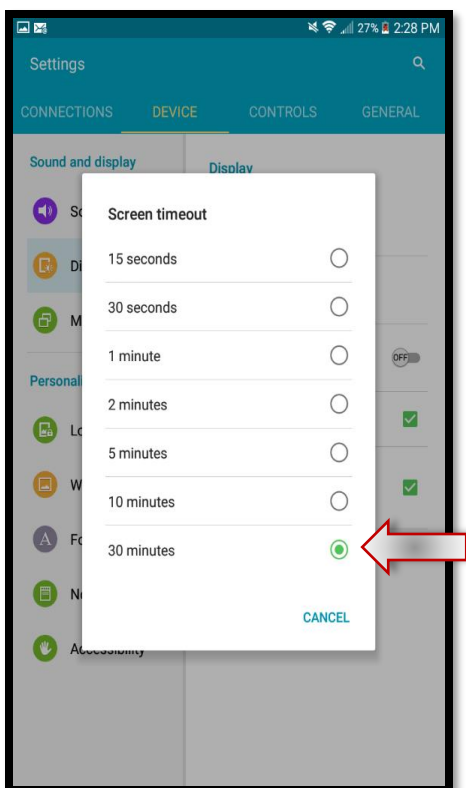 27% 2:28 PM
Settings
CONNECTIONS DEVICE CONTROLS GENERAL
Sound and display
Display
Screen timeout
15 seconds
30 seconds
1 minute
2 minutes
5 minutes
10 minutes
30 minutes
CANCEL
OFF
A
Accessibility